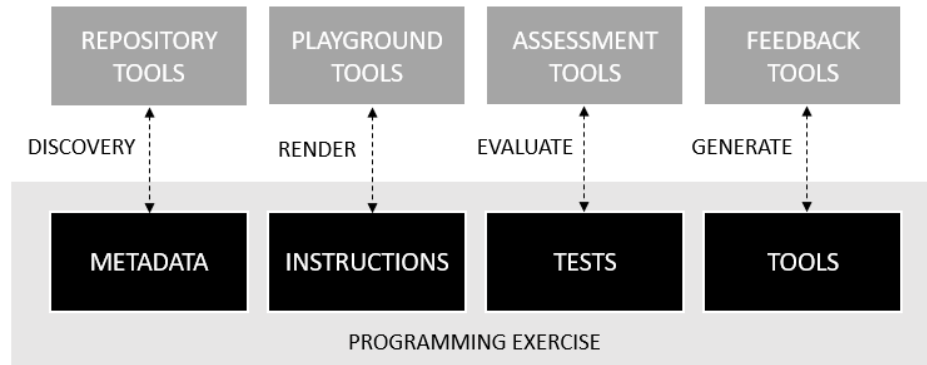 REPOSITORY
TOOLS
PLAYGROUND
TOOLS
ASSESSMENT
TOOLS
FEEDBACK
TOOLS
DISCOVERY
RENDER
EVALUATE
GENERATE
METADATA
INSTRUCTIONS
TESTS
TOOLS
PROGRAMMING EXERCISE